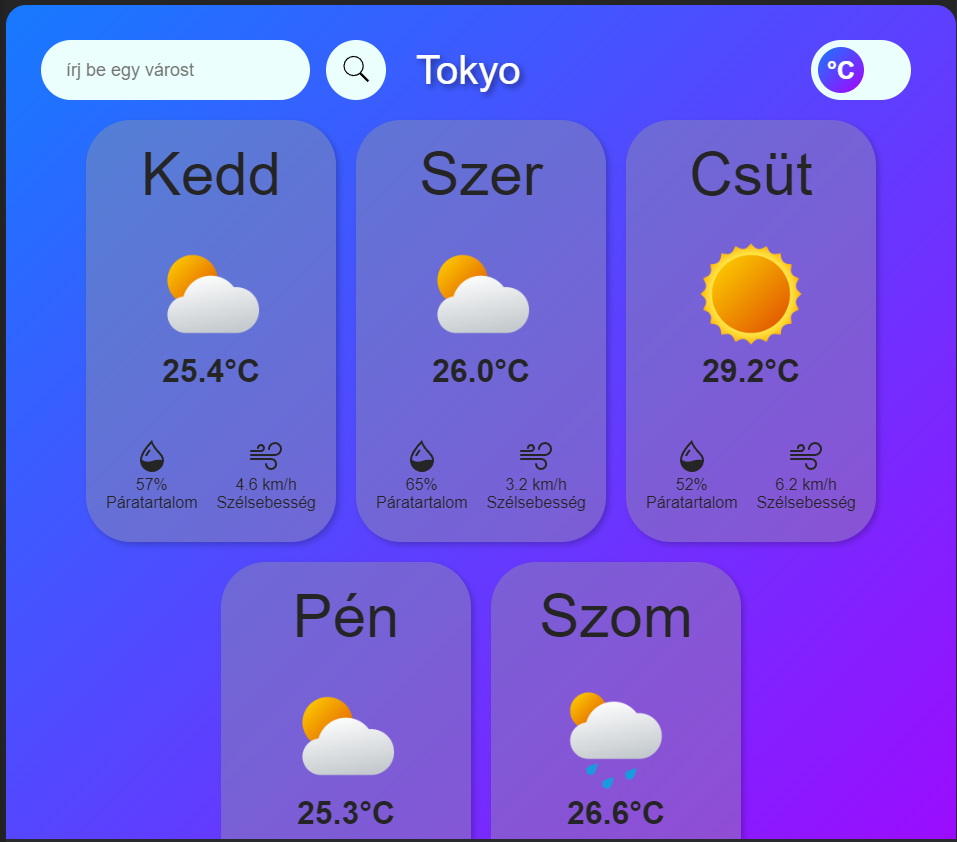 írj be egy várost
Tokyo
°C
Kedd
25.4°C
57%
Páratartalom
4.6 km/h
Szélsebesség
Szer
26.0°C
65%
Páratartalom
3.2 km/h
Szélsebesség
Csüt
29.2°C
52%
Páratartalom
6.2 km/h
Szélsebesség
Pén
25.3°C
Szom
26.6°C